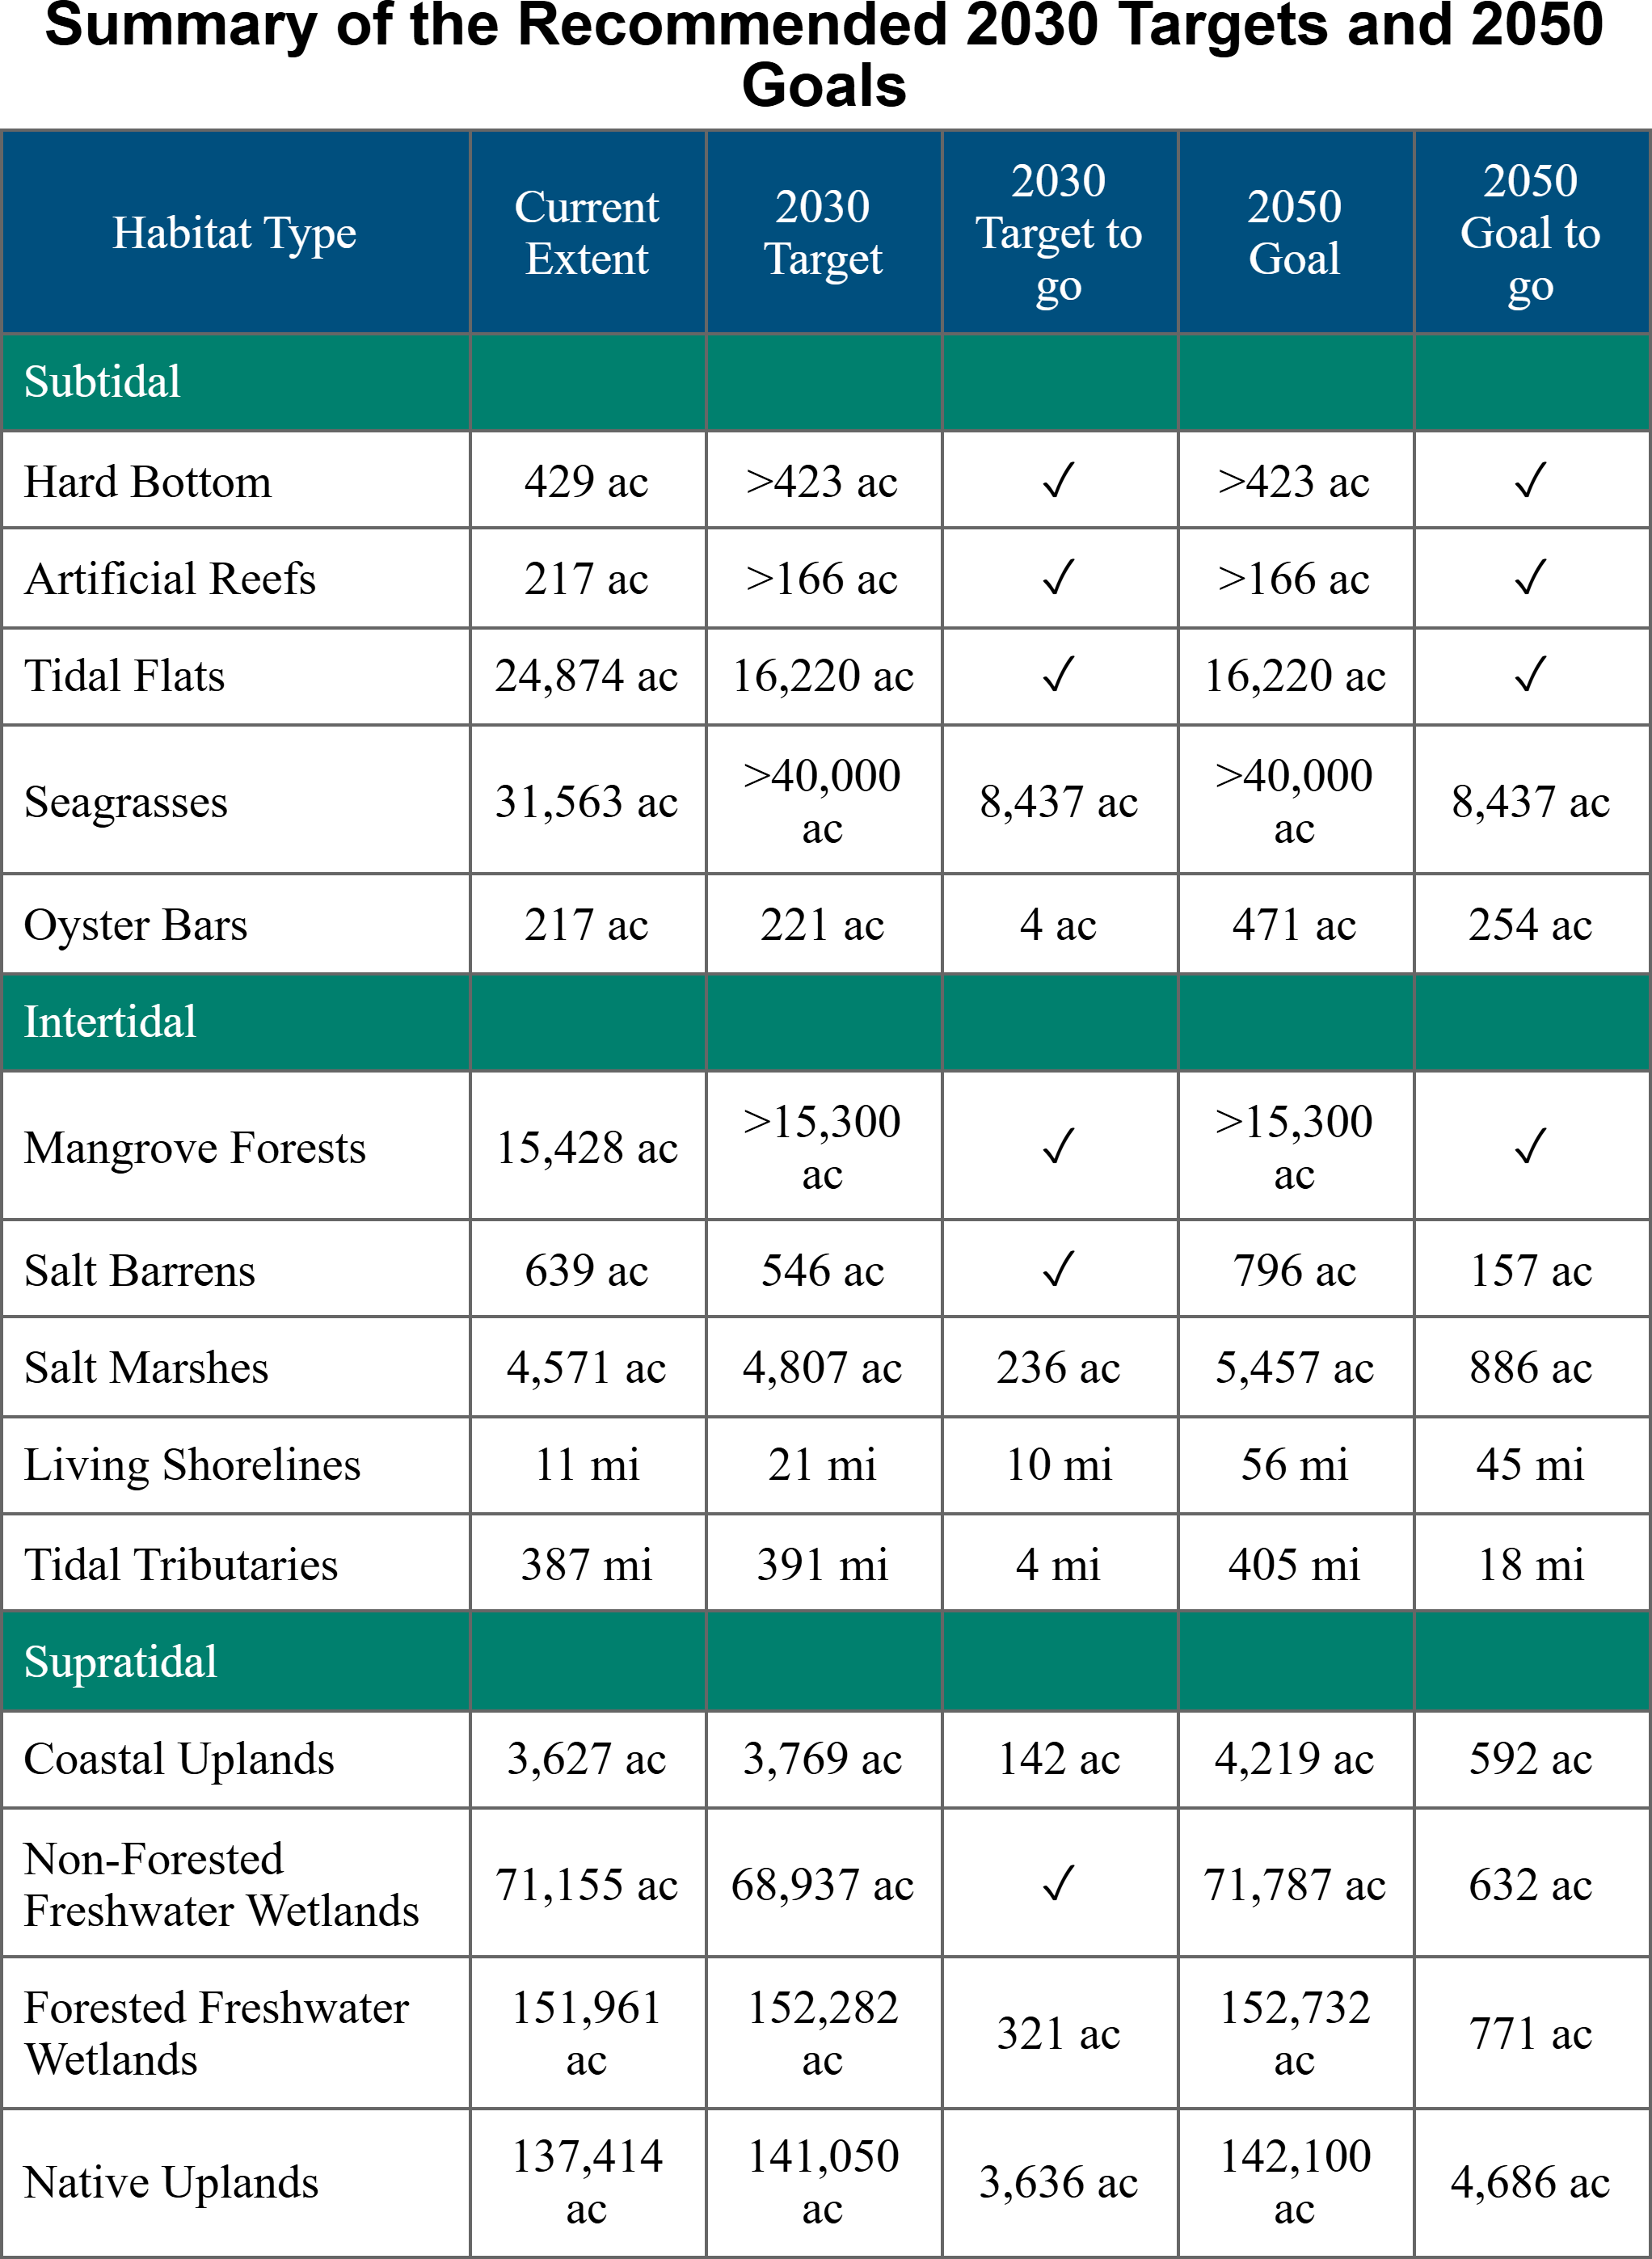 Summary of the Recommended 2030 Targets and 2050
Goals
Habitat Type
Current
Extent
2030
Target
2030
Target to
go
2050
Goal
2050
Goal to
go
Subtidal
Hard Bottom 429 ac >423 ac ✓ >423 ac ✓
Artificial Reefs 217 ac >166 ac ✓ >166 ac ✓
Tidal Flats 24,874 ac 16,220 ac ✓ 16,220 ac ✓
Seagrasses
31,563 ac
>40,000
ac
8,437 ac
>40,000
ac
8,437 ac
Oyster Bars 217 ac 221 ac 4 ac 471 ac 254 ac
Intertidal
Mangrove Forests
15,428 ac
>15,300
ac
✓
>15,300
ac
✓
Salt Barrens 639 ac 546 ac ✓ 796 ac 157 ac
Salt Marshes 4,571 ac 4,807 ac 236 ac 5,457 ac 886 ac
Living Shorelines 11 mi 21 mi 10 mi 56 mi 45 mi
Tidal Tributaries 387 mi 391 mi 4 mi 405 mi 18 mi
Supratidal
Coastal Uplands 3,627 ac 3,769 ac 142 ac 4,219 ac 592 ac
Non-Forested
Freshwater Wetlands
71,155 ac
68,937 ac
✓
71,787 ac
632 ac
Forested Freshwater
Wetlands
151,961
ac
152,282
ac
321 ac
152,732
ac
771 ac
Native Uplands
137,414
ac
141,050
ac
3,636 ac
142,100
ac
4,686 ac